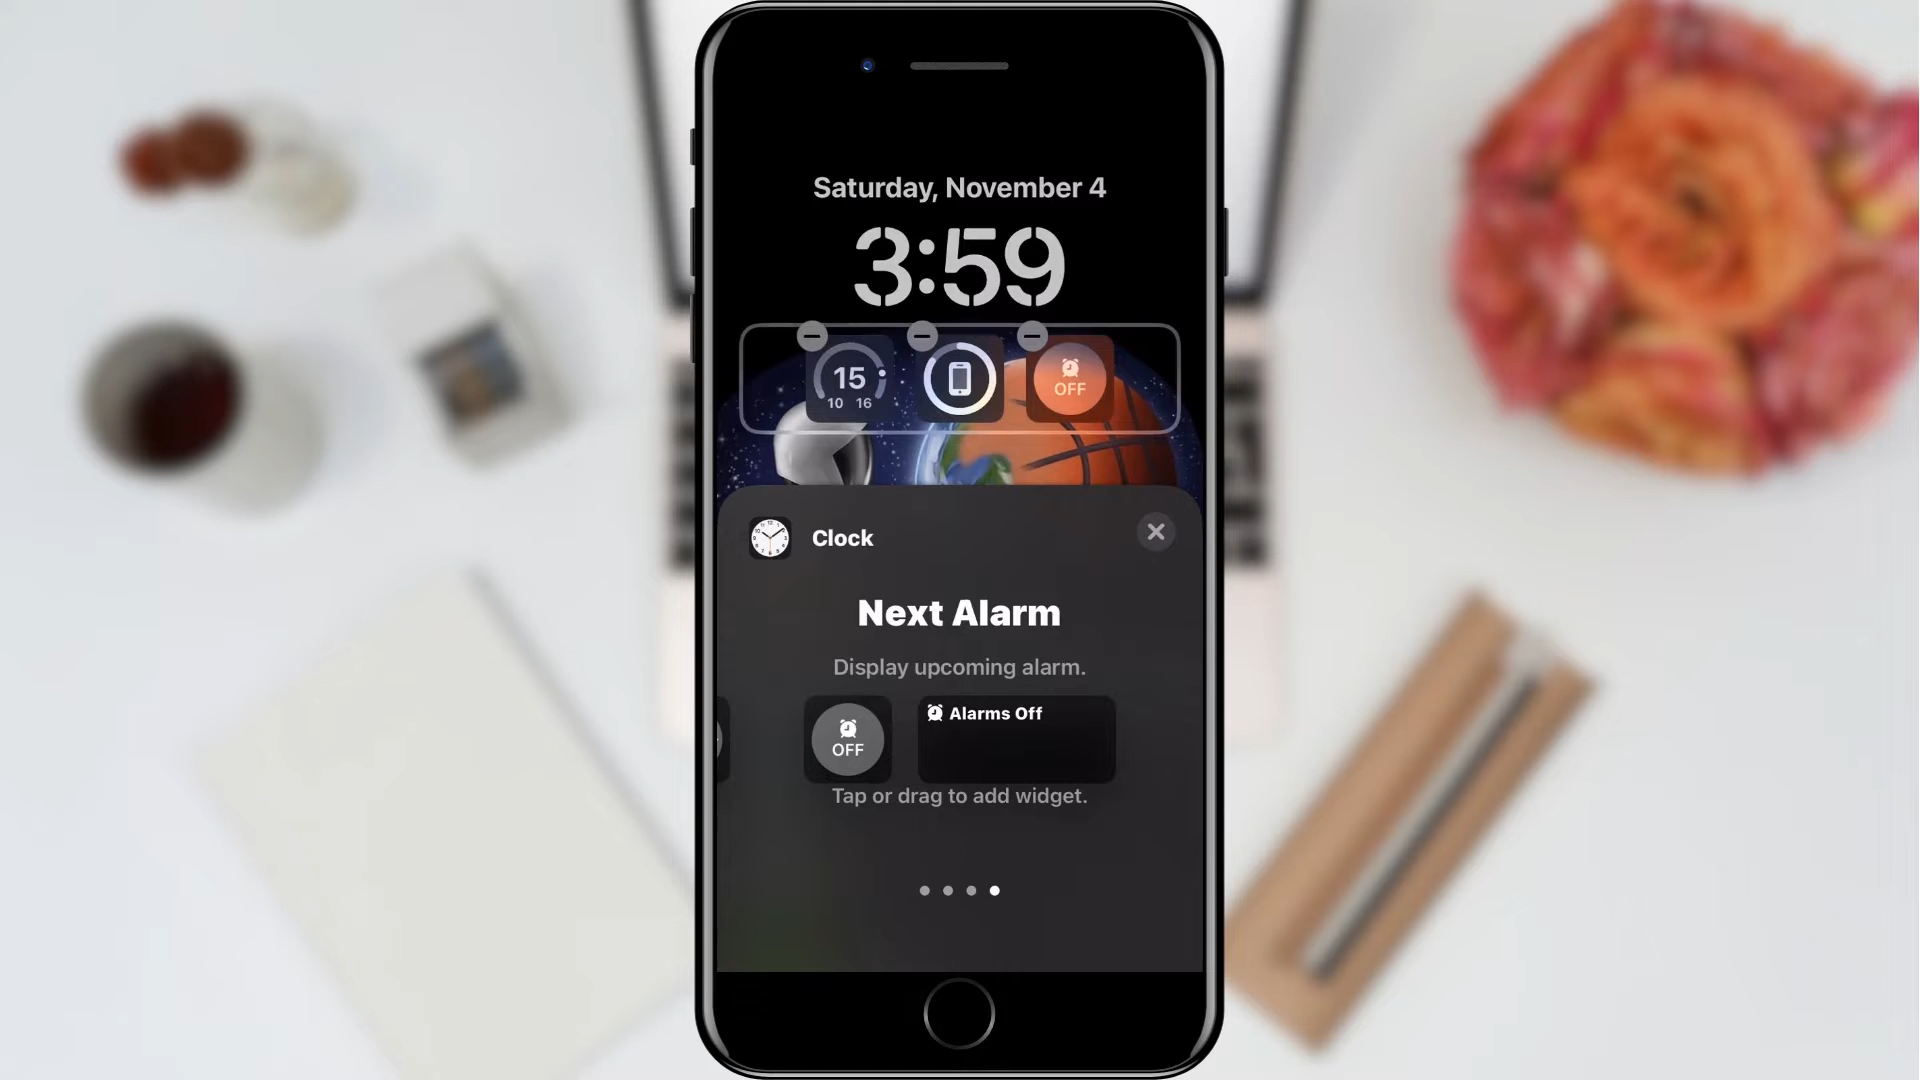 Saturday, November 4
3:59
15
10 16
OFF
Clock
Next Alarm
Display upcoming alarm.
OFF
Alarms Off
Tap or drag to add widget.